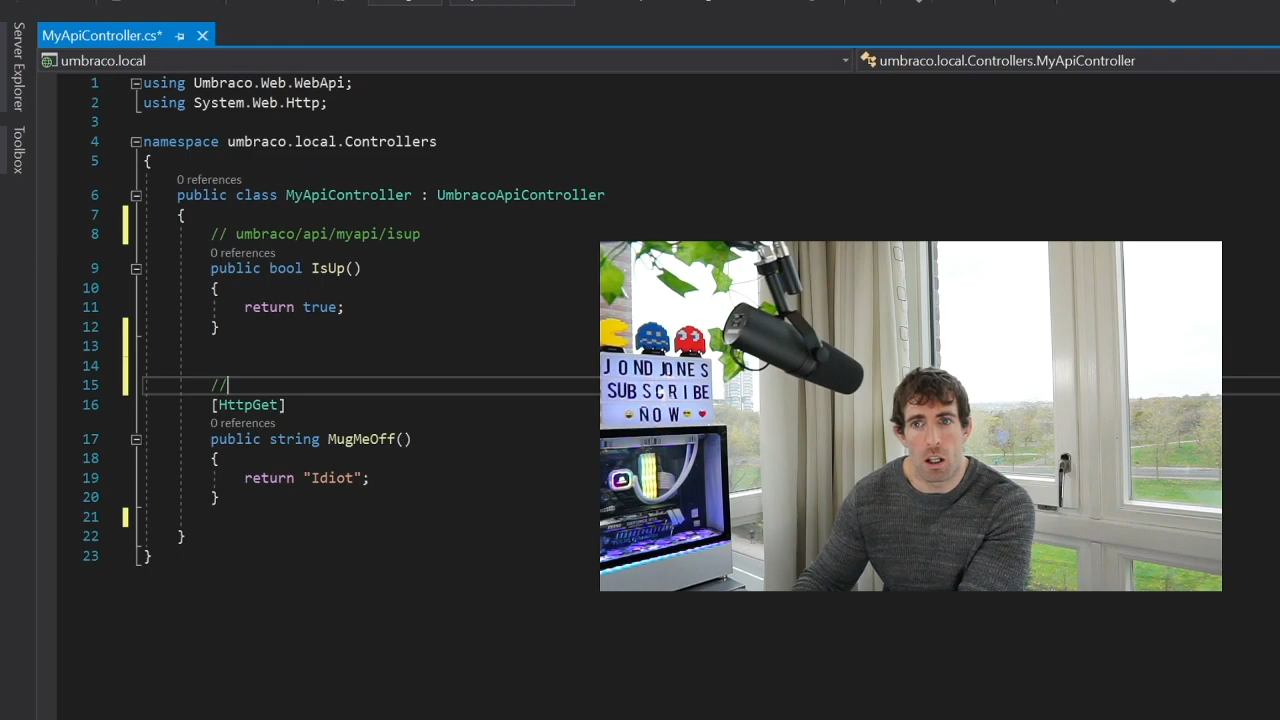 Server Explorer
Toolbox
MyApiController.cs*
umbraco.local
umbraco.local.Controllers.MyApiController
1 using Umbraco.Web.WebApi;
2 using System.Web.Http;
3
4 namespace umbraco.local.Controllers
5 {
0 references
6 public class MyApiController : UmbracoApiController
7 {
8 // umbraco/api/myapi/isup
0 references
9 public bool IsUp()
10 {
11 return true;
12 }
13
14
15 //
16 [HttpGet]
0 references
17 public string MugMeOff()
18 {
19 return "Idiot";
20 }
21
22 }
23 }
JONDJONES
SUBSCRIBE
NOW